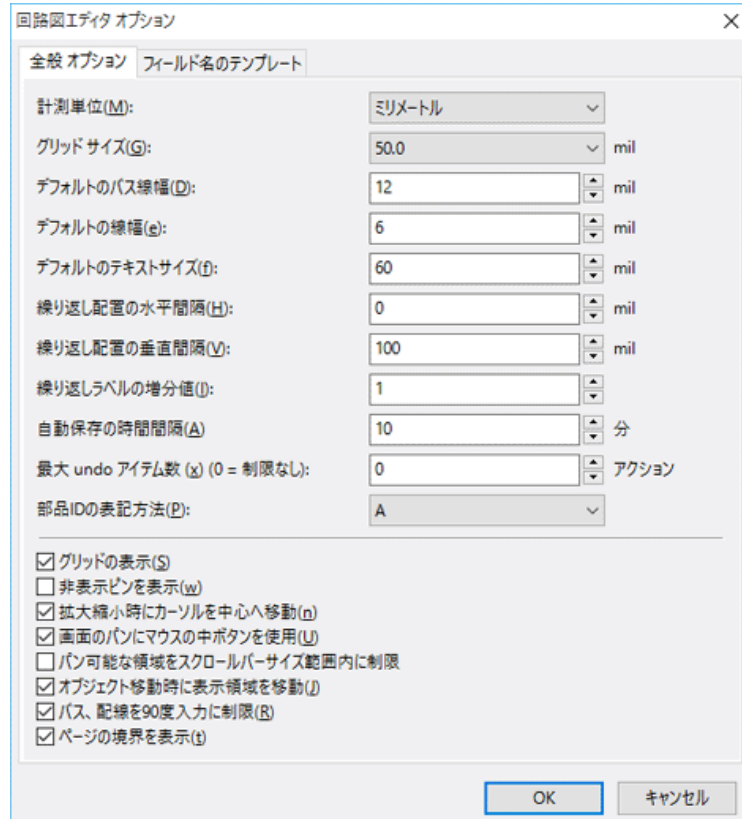 回路図エディタ オプション
全般 オプション フィールド名のテンプレート
計測単位(M): ミリメートル
グリッド サイズ(G): 50.0 mil
デフォルトのバス線幅(D): 12 mil
デフォルトの線幅(e): 6 mil
デフォルトのテキストサイズ(f): 60 mil
繰り返し配置の水平間隔(H): 0 mil
繰り返し配置の垂直間隔(V): 100 mil
繰り返しラベルの増分値(I): 1
自動保存の時間間隔(A) 10 分
最大 undo アイテム数 (x) (0 = 制限なし): 0 アクション
部品IDの表記方法(P): A
グリッドの表示(S)
非表示ピンを表示(w)
拡大縮小時にカーソルを中心へ移動(n)
画面のパンにマウスの中ボタンを使用(U)
パン可能な領域をスクロールバーサイズ範囲内に制限
オブジェクト移動時に表示領域を移動(J)
バス、配線を90度入力に制限(R)
ページの境界を表示(t)
OK キャンセル